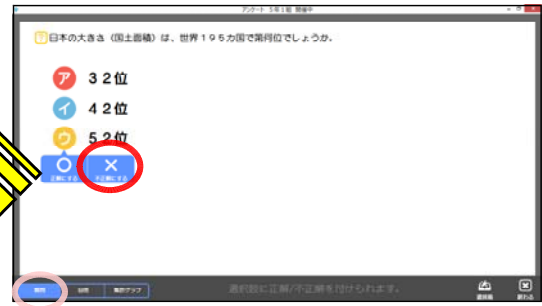 アンケート 5年1組 開催中
日本の大きさ（国土面積）は、世界１９５カ国で第何位でしょうか。
ア ３２位
イ ４２位
ウ ５２位
正解にする 不正解にする
質問 説明 集計グラフ 選択肢に正解/不正解を付けられます。 終わる